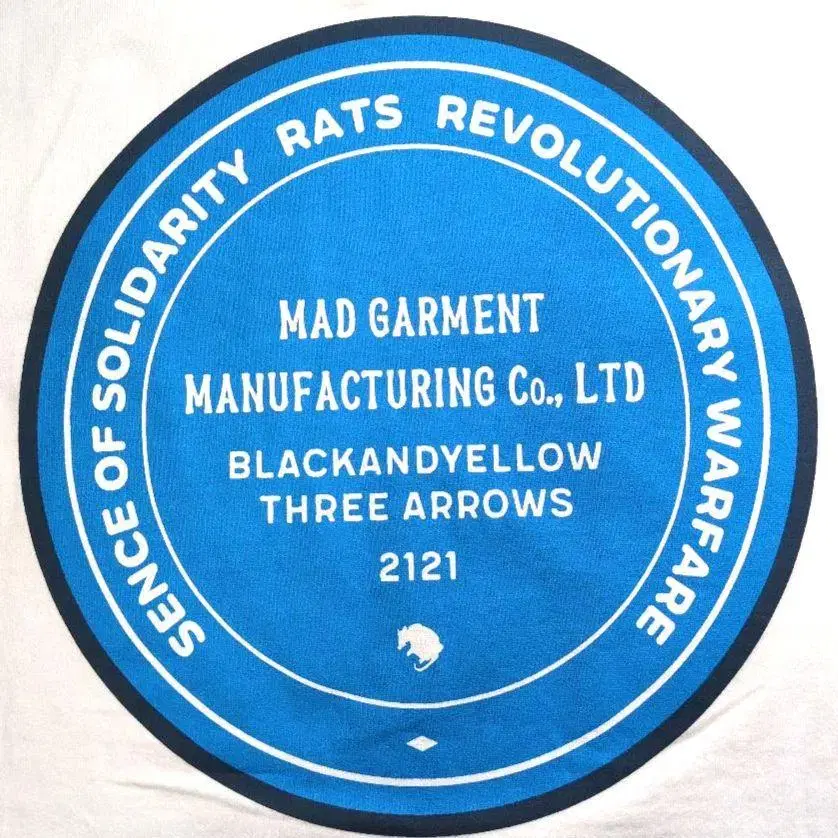 SENCE OF SOLIDARITY RATS REVOLUTIONARY WARFARE
MAD GARMENT
MANUFACTURING Co., LTD
BLACKANDYELLOW
THREE ARROWS
2121